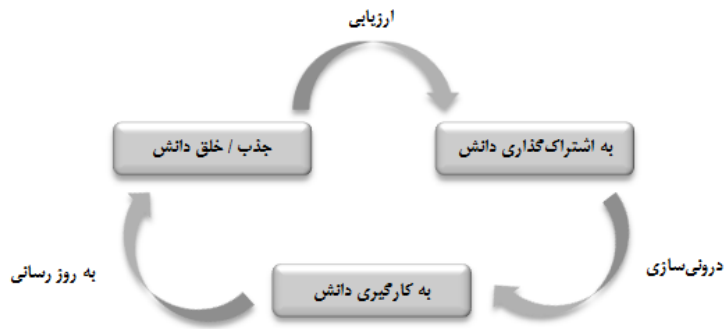 ارزیابی
به اشتراک‌گذاری دانش
جذب / خلق دانش
درونی‌سازی
به روز رسانی
به کارگیری دانش